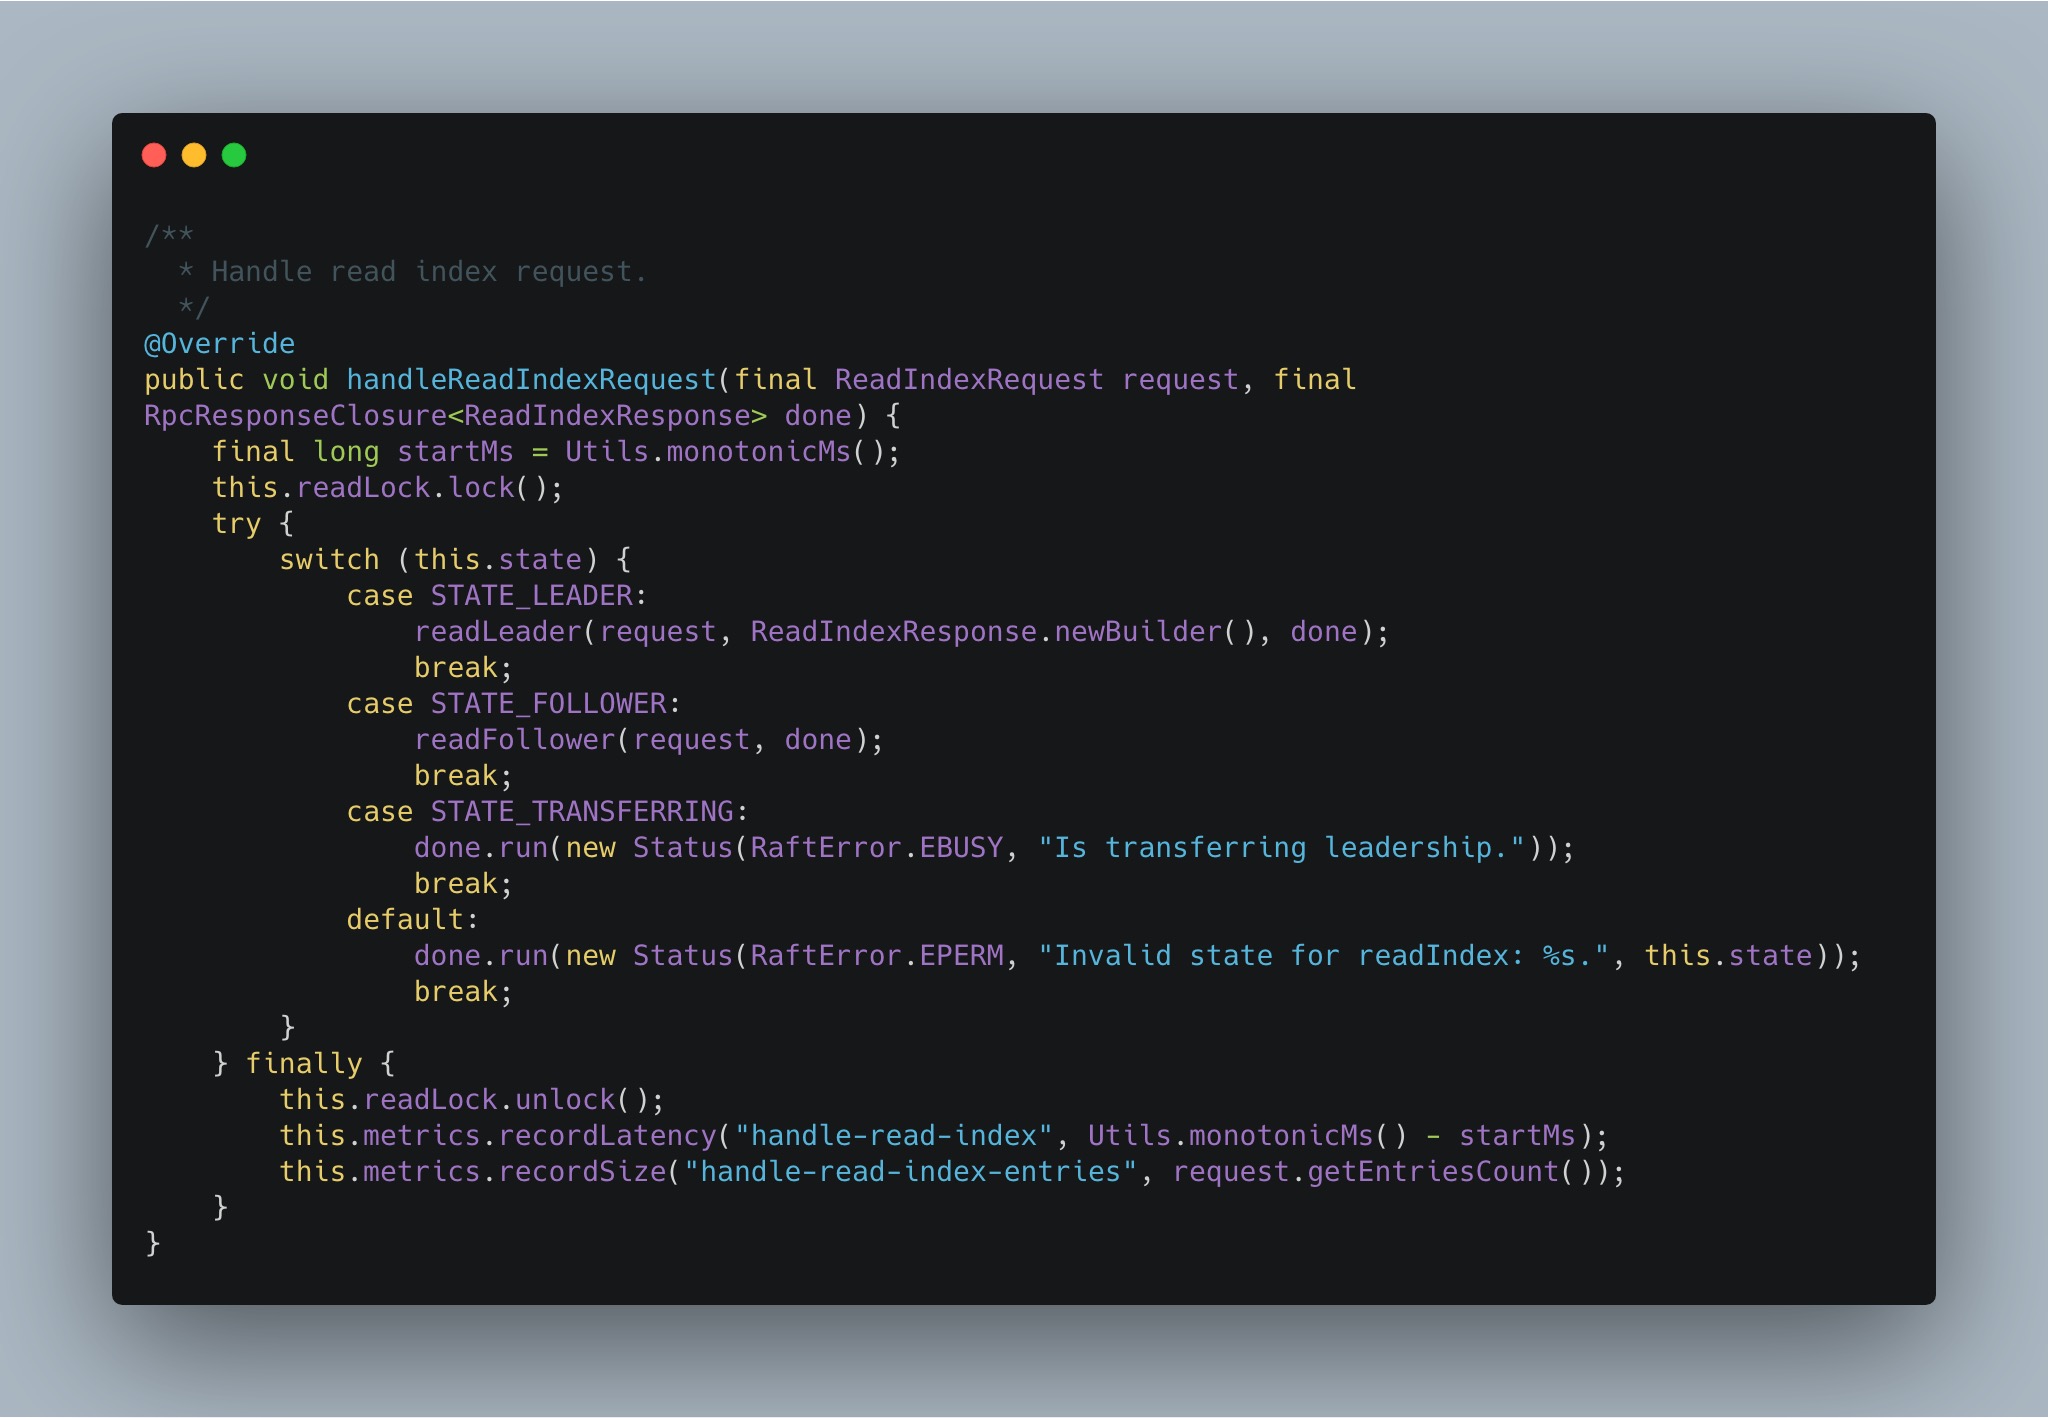 /**
  * Handle read index request.
  */
@Override
public void handleReadIndexRequest(final ReadIndexRequest request, final
RpcResponseClosure<ReadIndexResponse> done) {
    final long startMs = Utils.monotonicMs();
    this.readLock.lock();
    try {
        switch (this.state) {
            case STATE_LEADER:
                readLeader(request, ReadIndexResponse.newBuilder(), done);
                break;
            case STATE_FOLLOWER:
                readFollower(request, done);
                break;
            case STATE_TRANSFERRING:
                done.run(new Status(RaftError.EBUSY, "Is transferring leadership."));
                break;
            default:
                done.run(new Status(RaftError.EPERM, "Invalid state for readIndex: %s.", this.state));
                break;
        }
    } finally {
        this.readLock.unlock();
        this.metrics.recordLatency("handle-read-index", Utils.monotonicMs() - startMs);
        this.metrics.recordSize("handle-read-index-entries", request.getEntriesCount());
    }
}